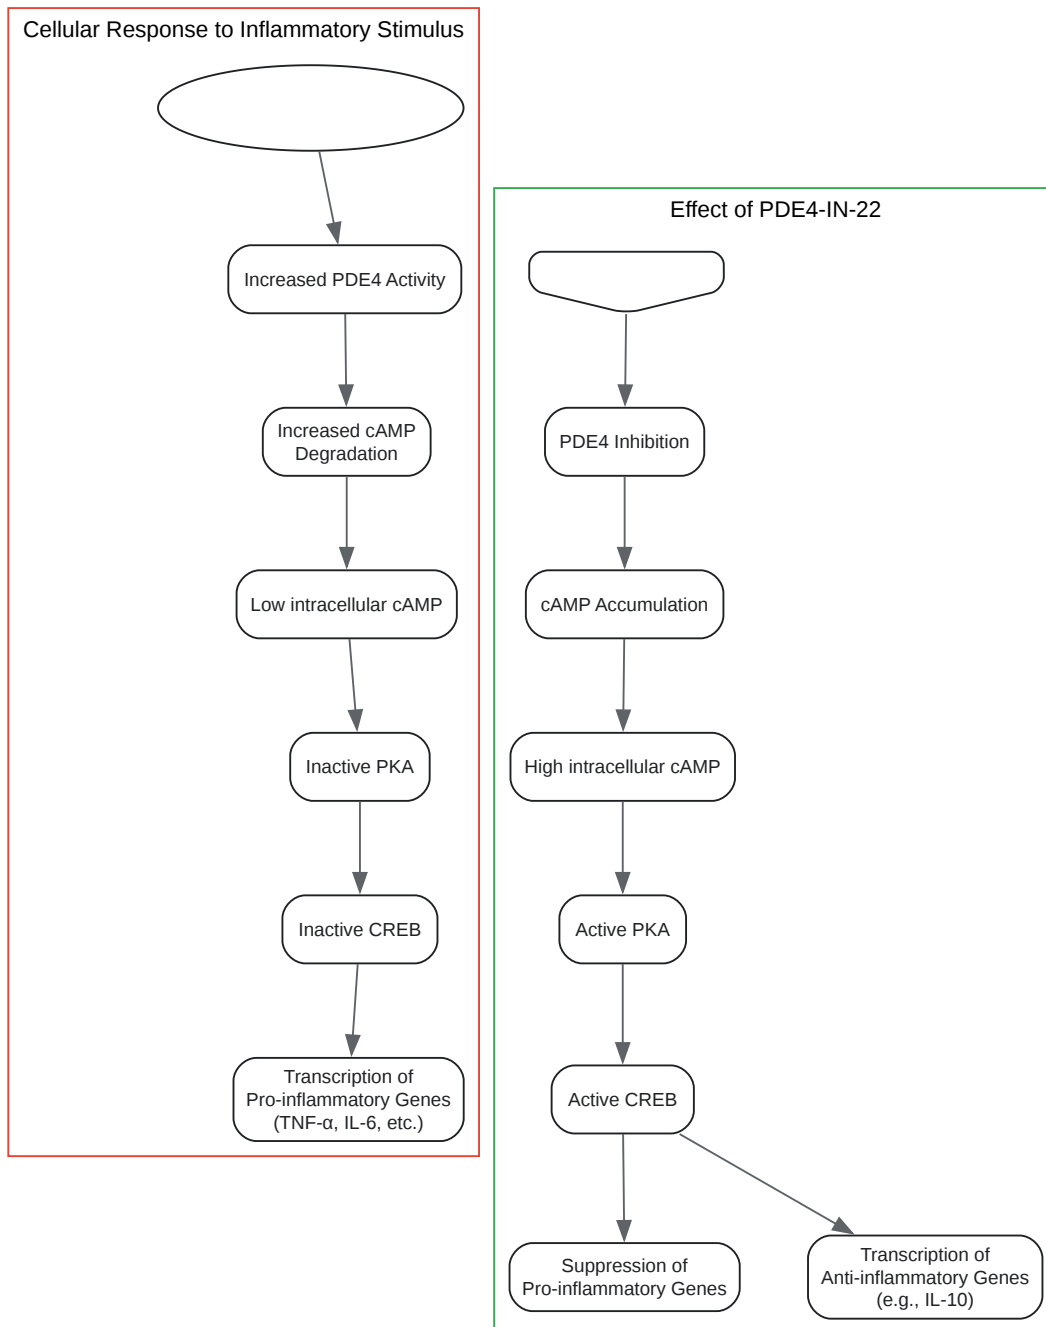 Cellular Response to Inflammatory Stimulus
Increased PDE4 Activity
Increased cAMP
Degradation
Low intracellular cAMP
Inactive PKA
Inactive CREB
Transcription of
Pro-inflammatory Genes
(TNF-α, IL-6, etc.)
Effect of PDE4-IN-22
PDE4 Inhibition
cAMP Accumulation
High intracellular cAMP
Active PKA
Active CREB
Suppression of
Pro-inflammatory Genes
Transcription of
Anti-inflammatory Genes
(e.g., IL-10)